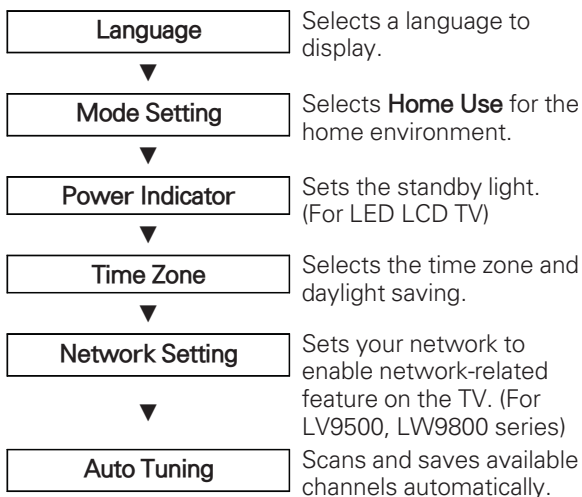 Language
Selects a language to
display.
▼
Mode Setting
Selects Home Use for the
home environment.
▼
Power Indicator
Sets the standby light.
(For LED LCD TV)
▼
Time Zone
Selects the time zone and
daylight saving.
▼
Network Setting
Sets your network to
enable network-related
feature on the TV. (For
LV9500, LW9800 series)
▼
Auto Tuning
Scans and saves available
channels automatically.